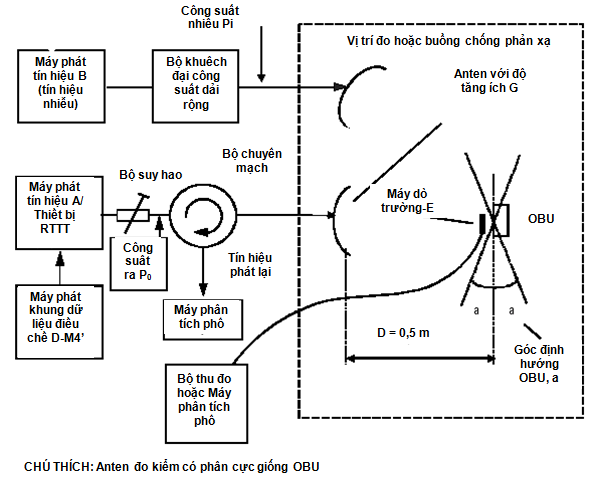 Công
suất
nhiễu Pi
Vị trí đo hoặc buồng chống phản xạ
Máy phát
tín hiệu B
(tín hiệu
nhiễu)
Bộ khuếch
đại công
suất dải
rộng
Anten với độ
tăng ích G
Bộ suy hao
Bộ chuyên
mạch
Máy phát
tín hiệu A/
Thiết bị
RTTT
Máy dò
trường-E
OBU
Công
suất
ra P0
Tín hiệu
phát lại
Máy phát
khung dữ
liệu điều
chế D-M4'
Máy phân
tích phổ
a
a
D = 0,5 m
Góc định
hướng
OBU, a
Bộ thu đo
hoặc Máy
phân tích
phổ
CHÚ THÍCH: Anten đo kiểm có phân cực giống OBU